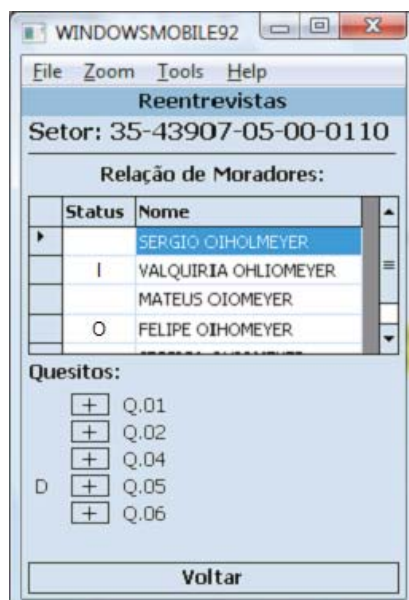 WINDOWSMOBILE92
File Zoom Tools Help
Reentrevistas
Setor: 35-43907-05-00-0110
Relação de Moradores:
Status Nome
SERGIO OIHOLMEYER
I VALQUIRIA OHLIOMEYER
MATEUS OIOMEYER
O FELIPE OIHOMEYER
Quesitos:
+ Q.01
+ Q.02
+ Q.04
D + Q.05
+ Q.06
Voltar